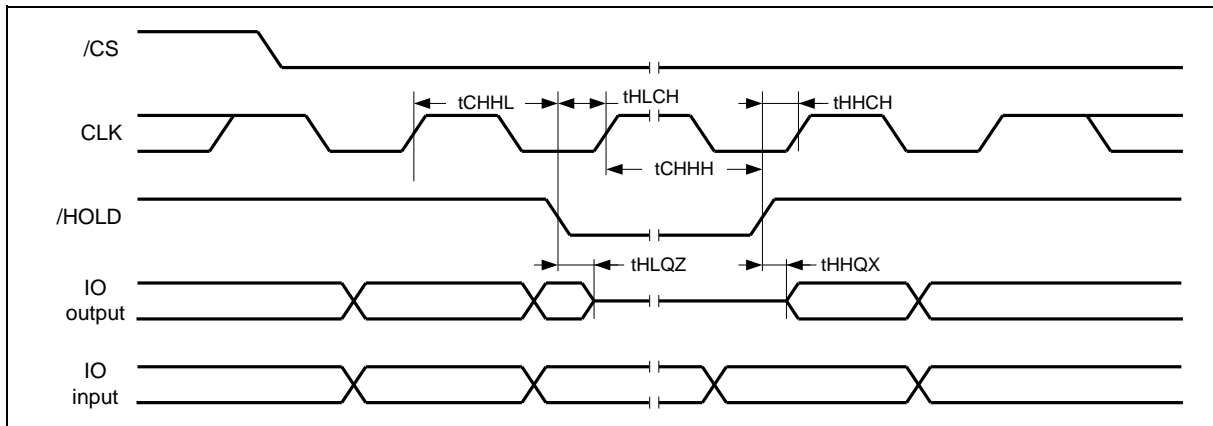 /CS
tCHHL
tHLCH
tHHCH
CLK
tCHHH
/HOLD
tHLQZ
tHHQX
IO
output
IO
input